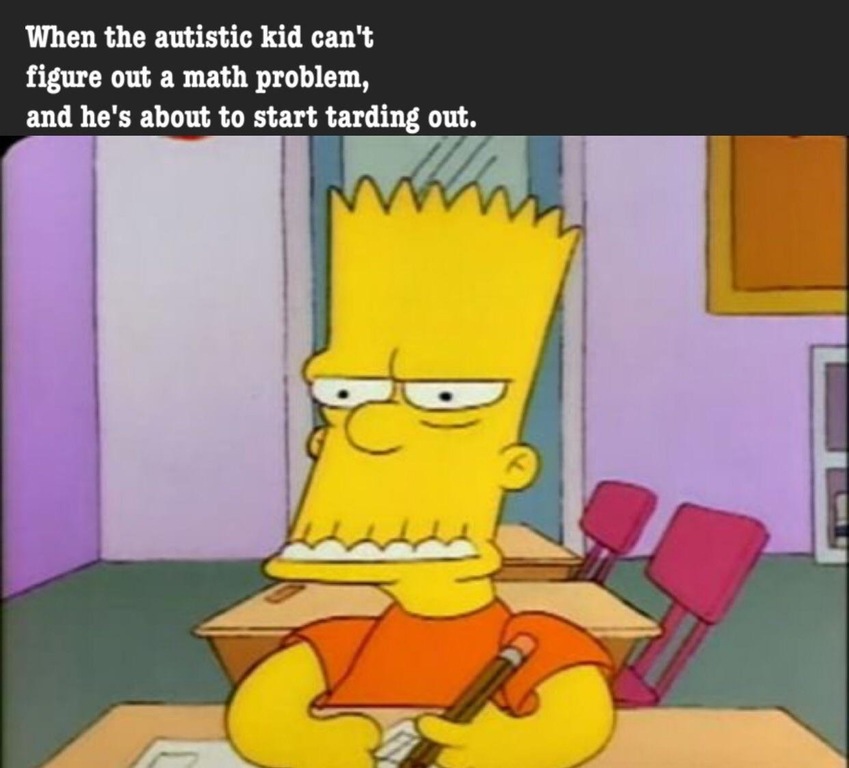 When the autistic kid can't
figure out a math problem,
and he's about to start tarding out.